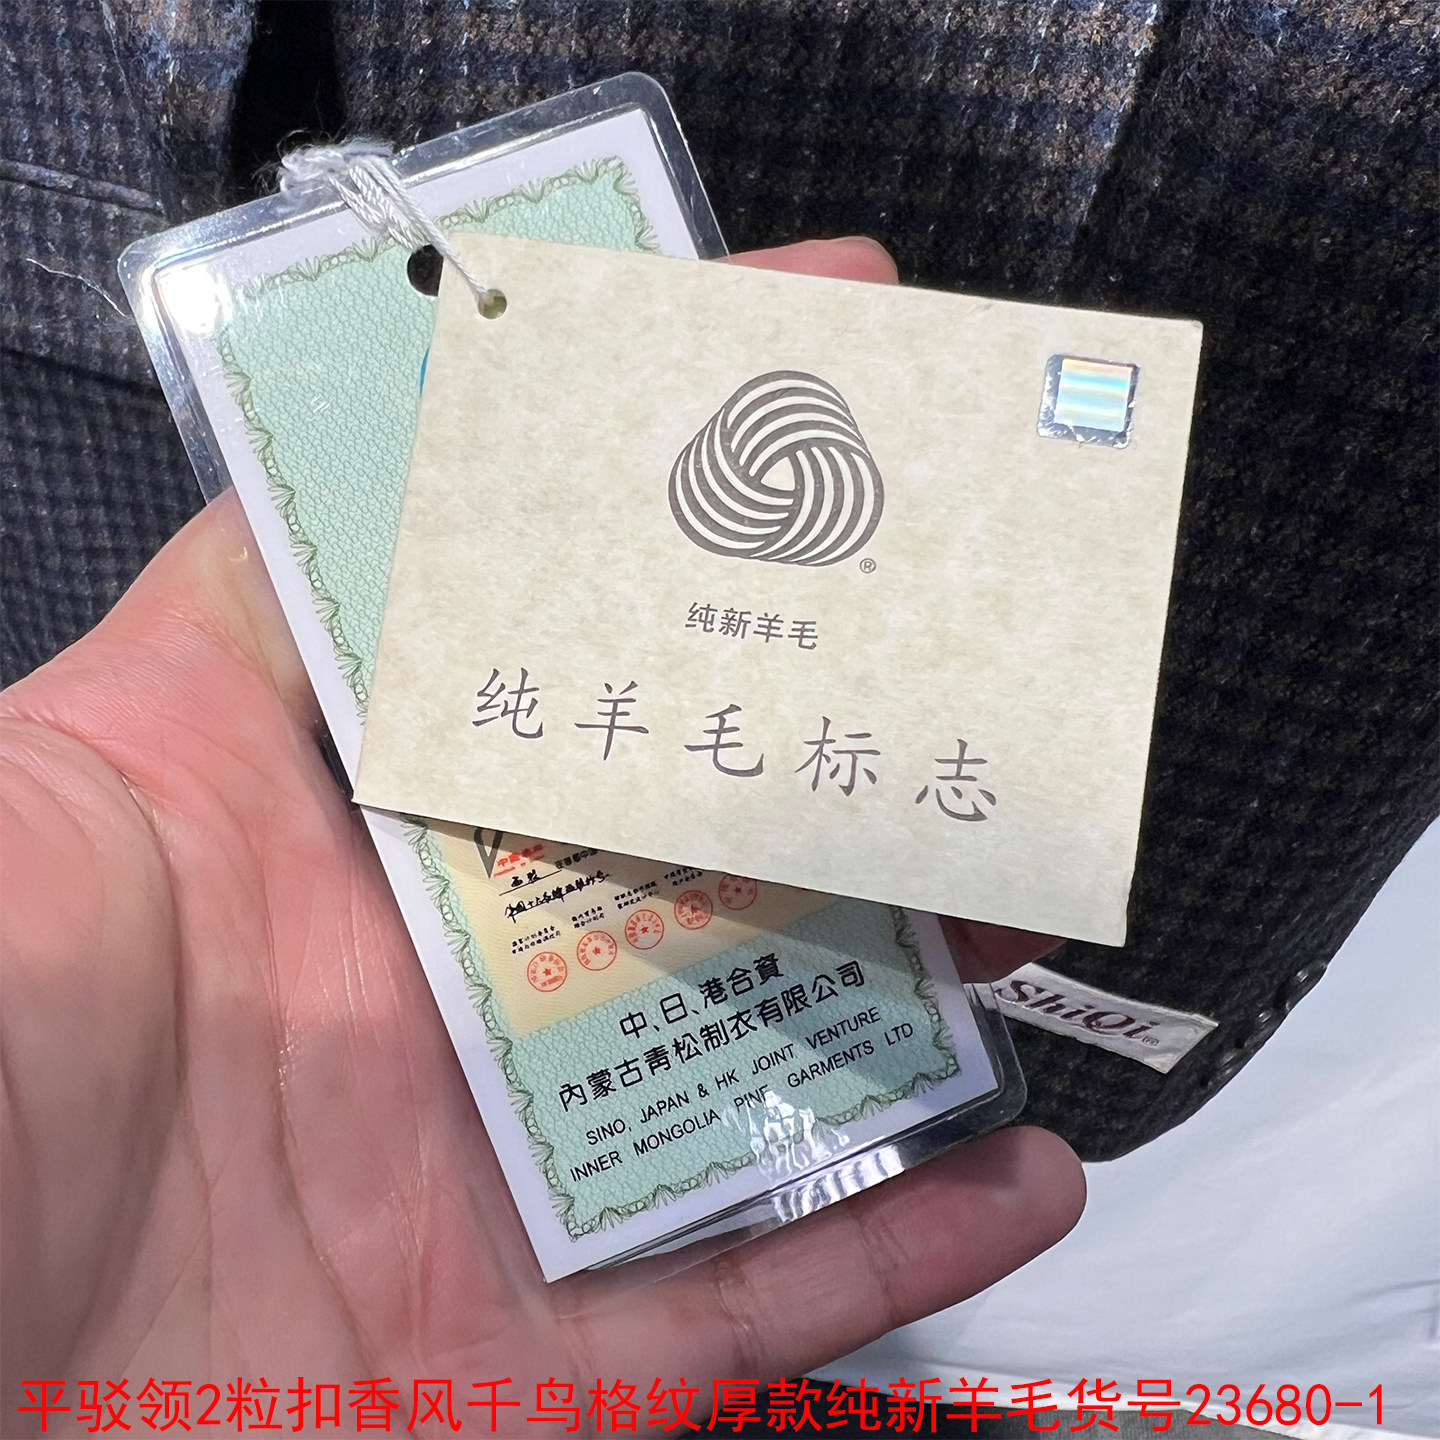 ®
纯新羊毛
纯羊毛标志
中、日、港合資
內蒙古青松制衣有限公司
SINO, JAPAN & HK JOINT VENTURE
INNER MONGOLIA PINE GARMENTS LTD
ShiQi
平驳领2粒扣香风千鸟格纹厚款纯新羊毛货号23680-1